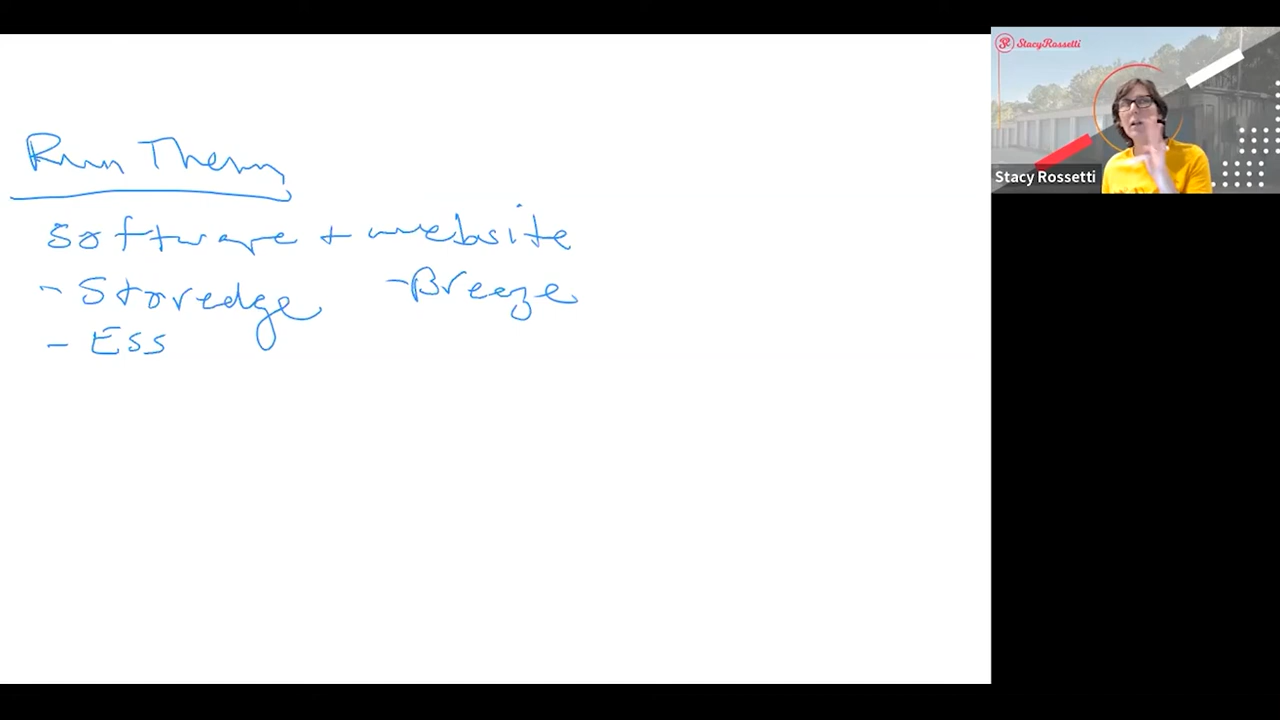 Run Them
software + website
- Storedge - Breeze
- Ess
StacyRossetti
Stacy Rossetti